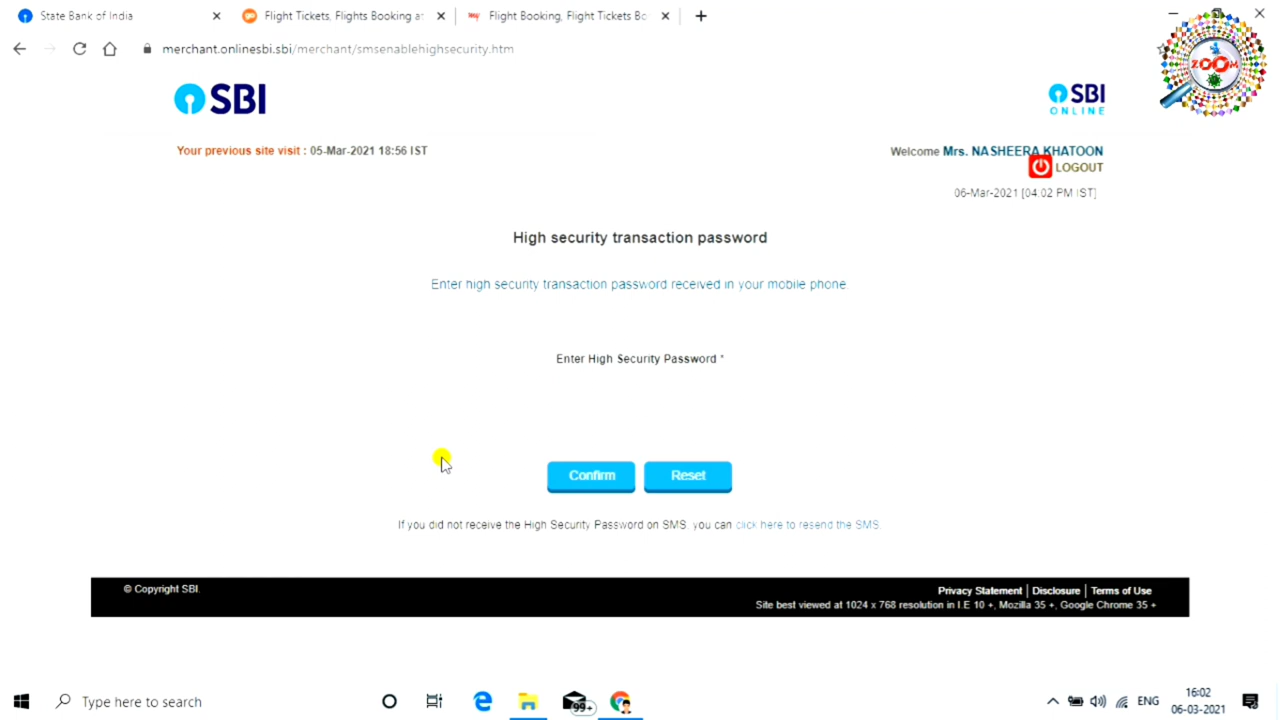 State Bank of India
Flight Tickets, Flights Booking at
Flight Booking, Flight Tickets Bo
merchant.onlinesbi.sbi/merchant/smsenablehighsecurity.htm
ZOOM
SBI
SBI
ONLINE
Your previous site visit : 05-Mar-2021 18:56 IST
Welcome Mrs. NASHEERA KHATOON
LOGOUT
06-Mar-2021 [04.02 PM IST]
High security transaction password
Enter high security transaction password received in your mobile phone.
Enter High Security Password *
Confirm
Reset
If you did not receive the High Security Password on SMS, you can click here to resend the SMS.
© Copyright SBI.
Privacy Statement | Disclosure | Terms of Use
Site best viewed at 1024 x 768 resolution in I.E 10 +, Mozilla 35 +, Google Chrome 35 +
Type here to search
99+
ENG
16:02
06-03-2021